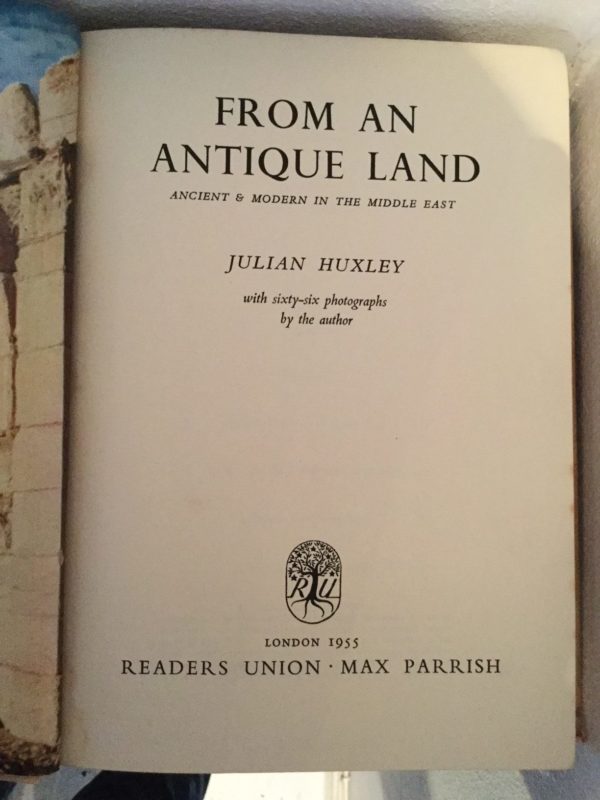 FROM AN
ANTIQUE LAND
ANCIENT & MODERN IN THE MIDDLE EAST
JULIAN HUXLEY
with sixty-six photographs
by the author
RU
LONDON 1955
READERS UNION · MAX PARRISH